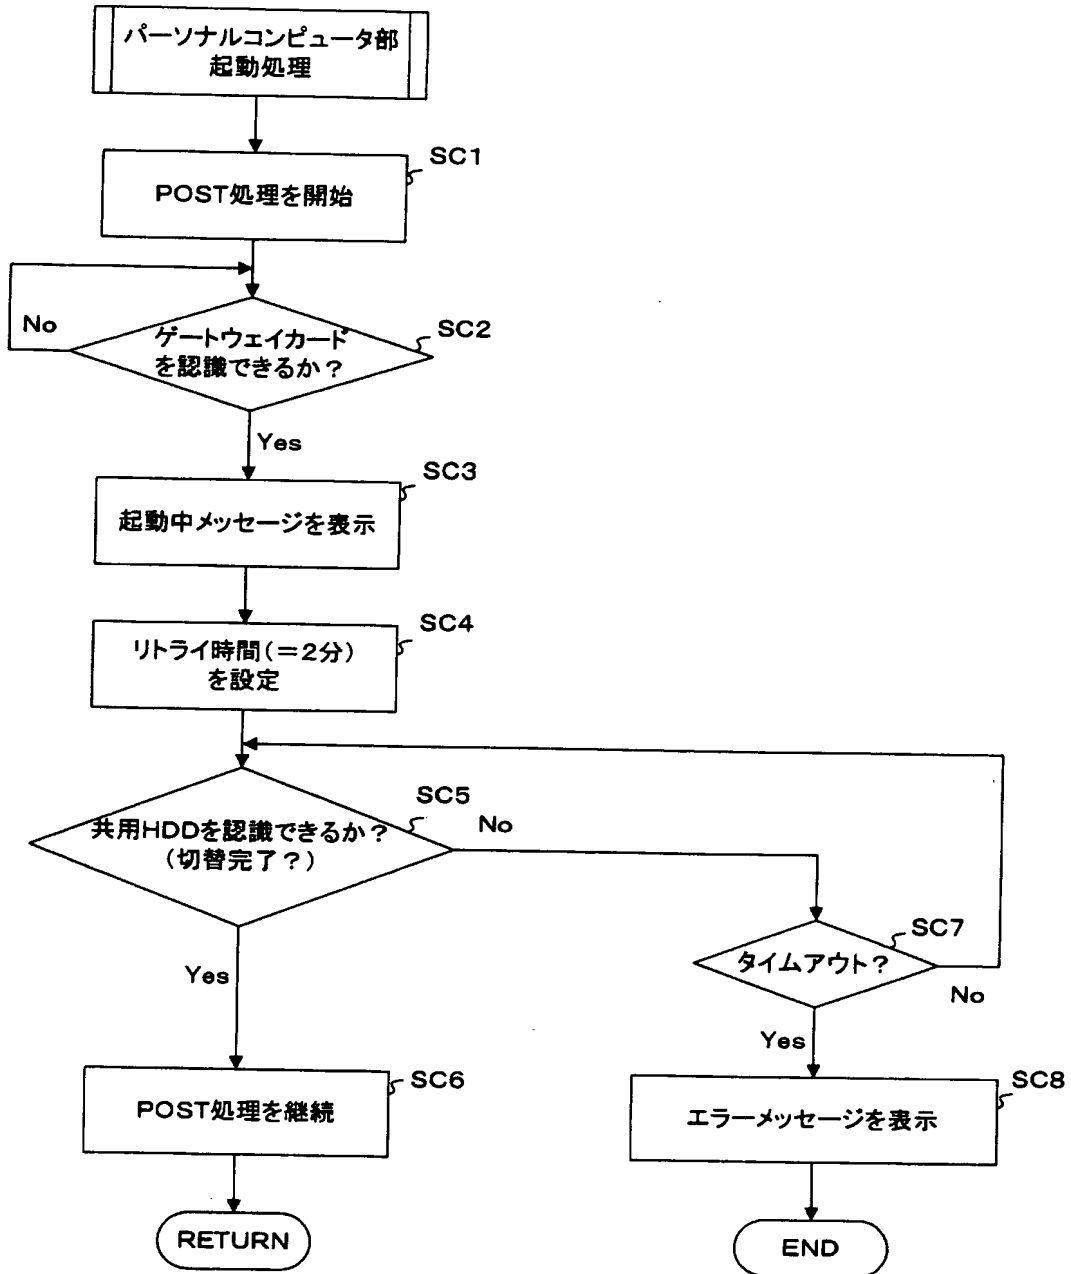 パーソナルコンピュータ部
起動処理
SC1
POST処理を開始
No
ゲートウェイカード
を認識できるか？
SC2
Yes
SC3
起動中メッセージを表示
SC4
リトライ時間(＝2分)
を設定
SC5
共用HDDを認識できるか？
(切替完了？)
No
Yes
SC7
タイムアウト？
No
Yes
SC6
POST処理を継続
SC8
エラーメッセージを表示
RETURN
END